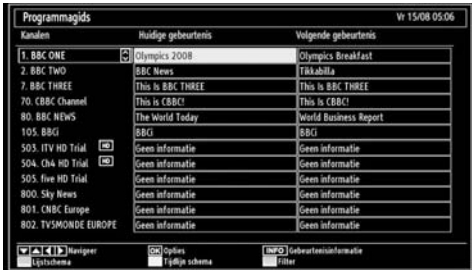 Programmagids Vr 15/08 05:06
Kanalen Huidige gebeurtenis Volgende gebeurtenis
1. BBC ONE Olympics 2008 Olympics Breakfast
2. BBC TWO BBC News Tikkabilla
7. BBC THREE This Is BBC THREE This Is BBC THREE
70. CBBC Channel This is CBBC! This Is CBBC!
80. BBC NEWS The World Today World Business Report
105. BBCi BBCi BBCi
503. ITV HD Trial HD Geen informatie Geen informatie
504. Ch4 HD Trial HD Geen informatie Geen informatie
505. five HD Trial Geen informatie Geen informatie
800. Sky News Geen informatie Geen informatie
801. CNBC Europe Geen informatie Geen informatie
802. TV5MONDE EUROPE Geen informatie Geen informatie
Navigeer OK Opties INFO Gebeurtenisinformatie
Lijstschema Tijdlijn schema Filter